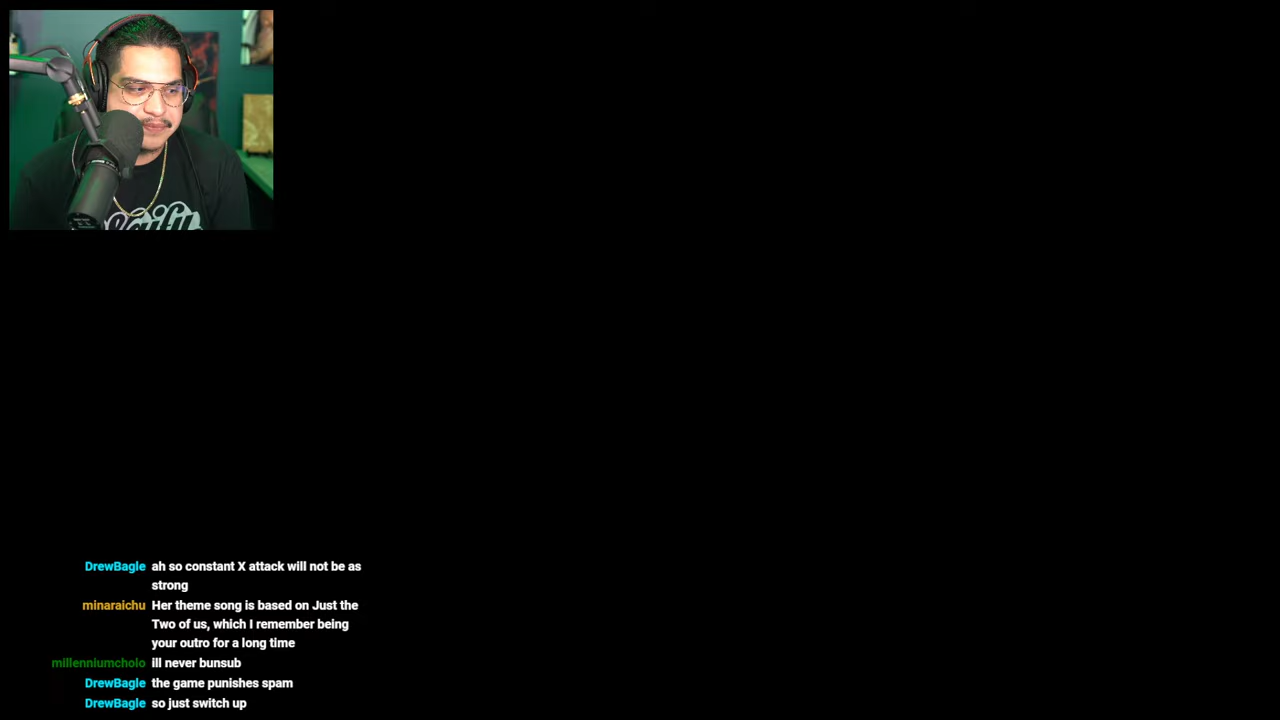 DrewBagle ah so constant X attack will not be as
strong
minaraichu Her theme song is based on Just the
Two of us, which I remember being
your outro for a long time
millenniumcholo ill never bunsub
DrewBagle the game punishes spam
DrewBagle so just switch up